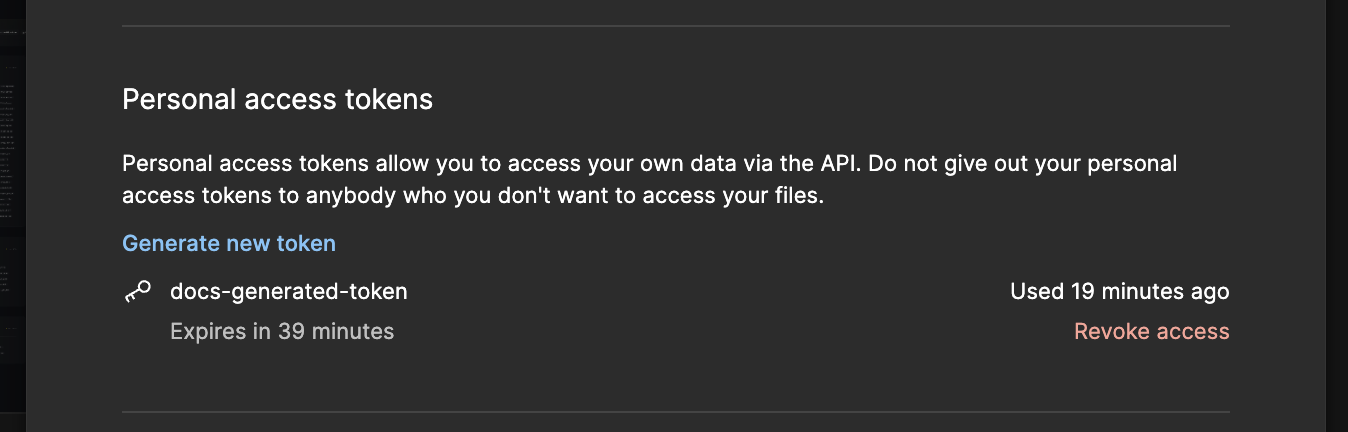 Personal access tokens
Personal access tokens allow you to access your own data via the API. Do not give out your personal
access tokens to anybody who you don't want to access your files.
Generate new token
docs-generated-token
Used 19 minutes ago
Expires in 39 minutes
Revoke access